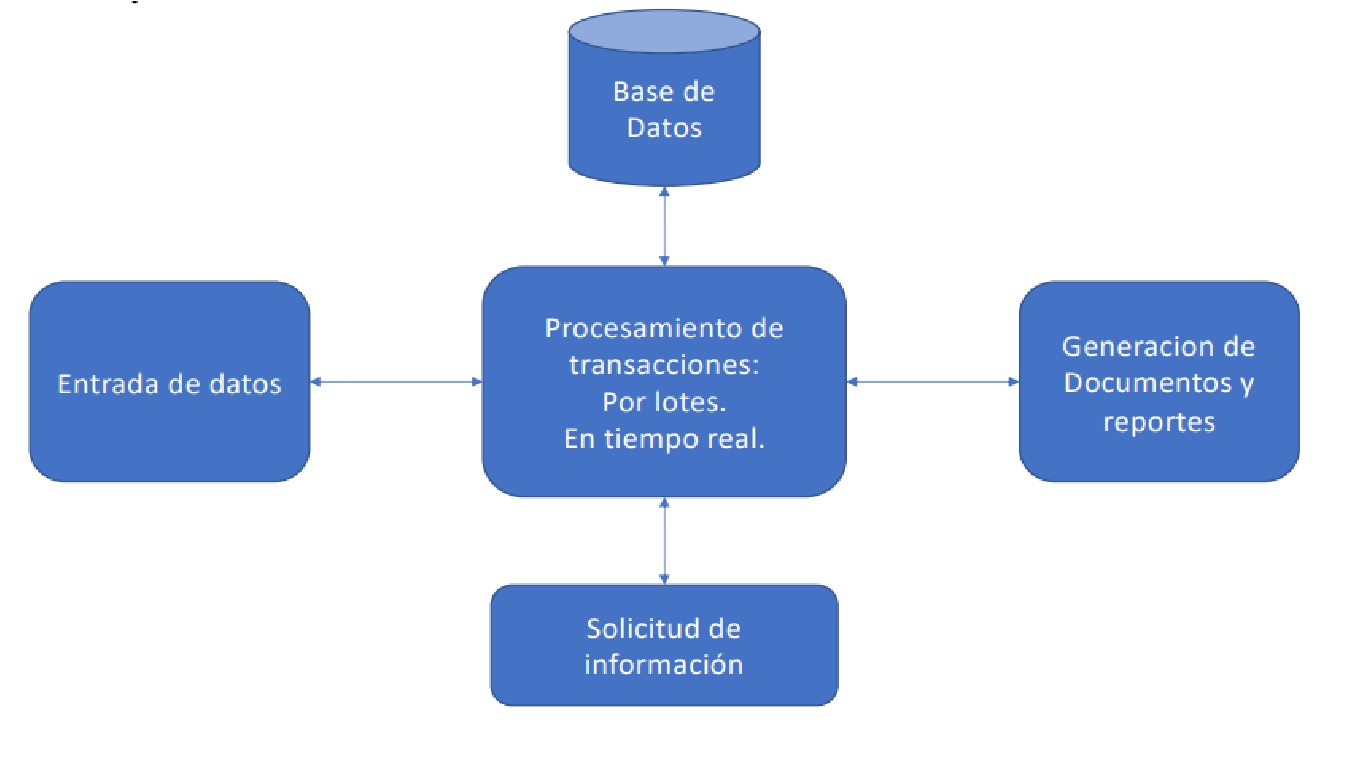 Base de
Datos
Entrada de datos
Procesamiento de
transacciones:
Por lotes.
En tiempo real.
Generacion de
Documentos y
reportes
Solicitud de
información